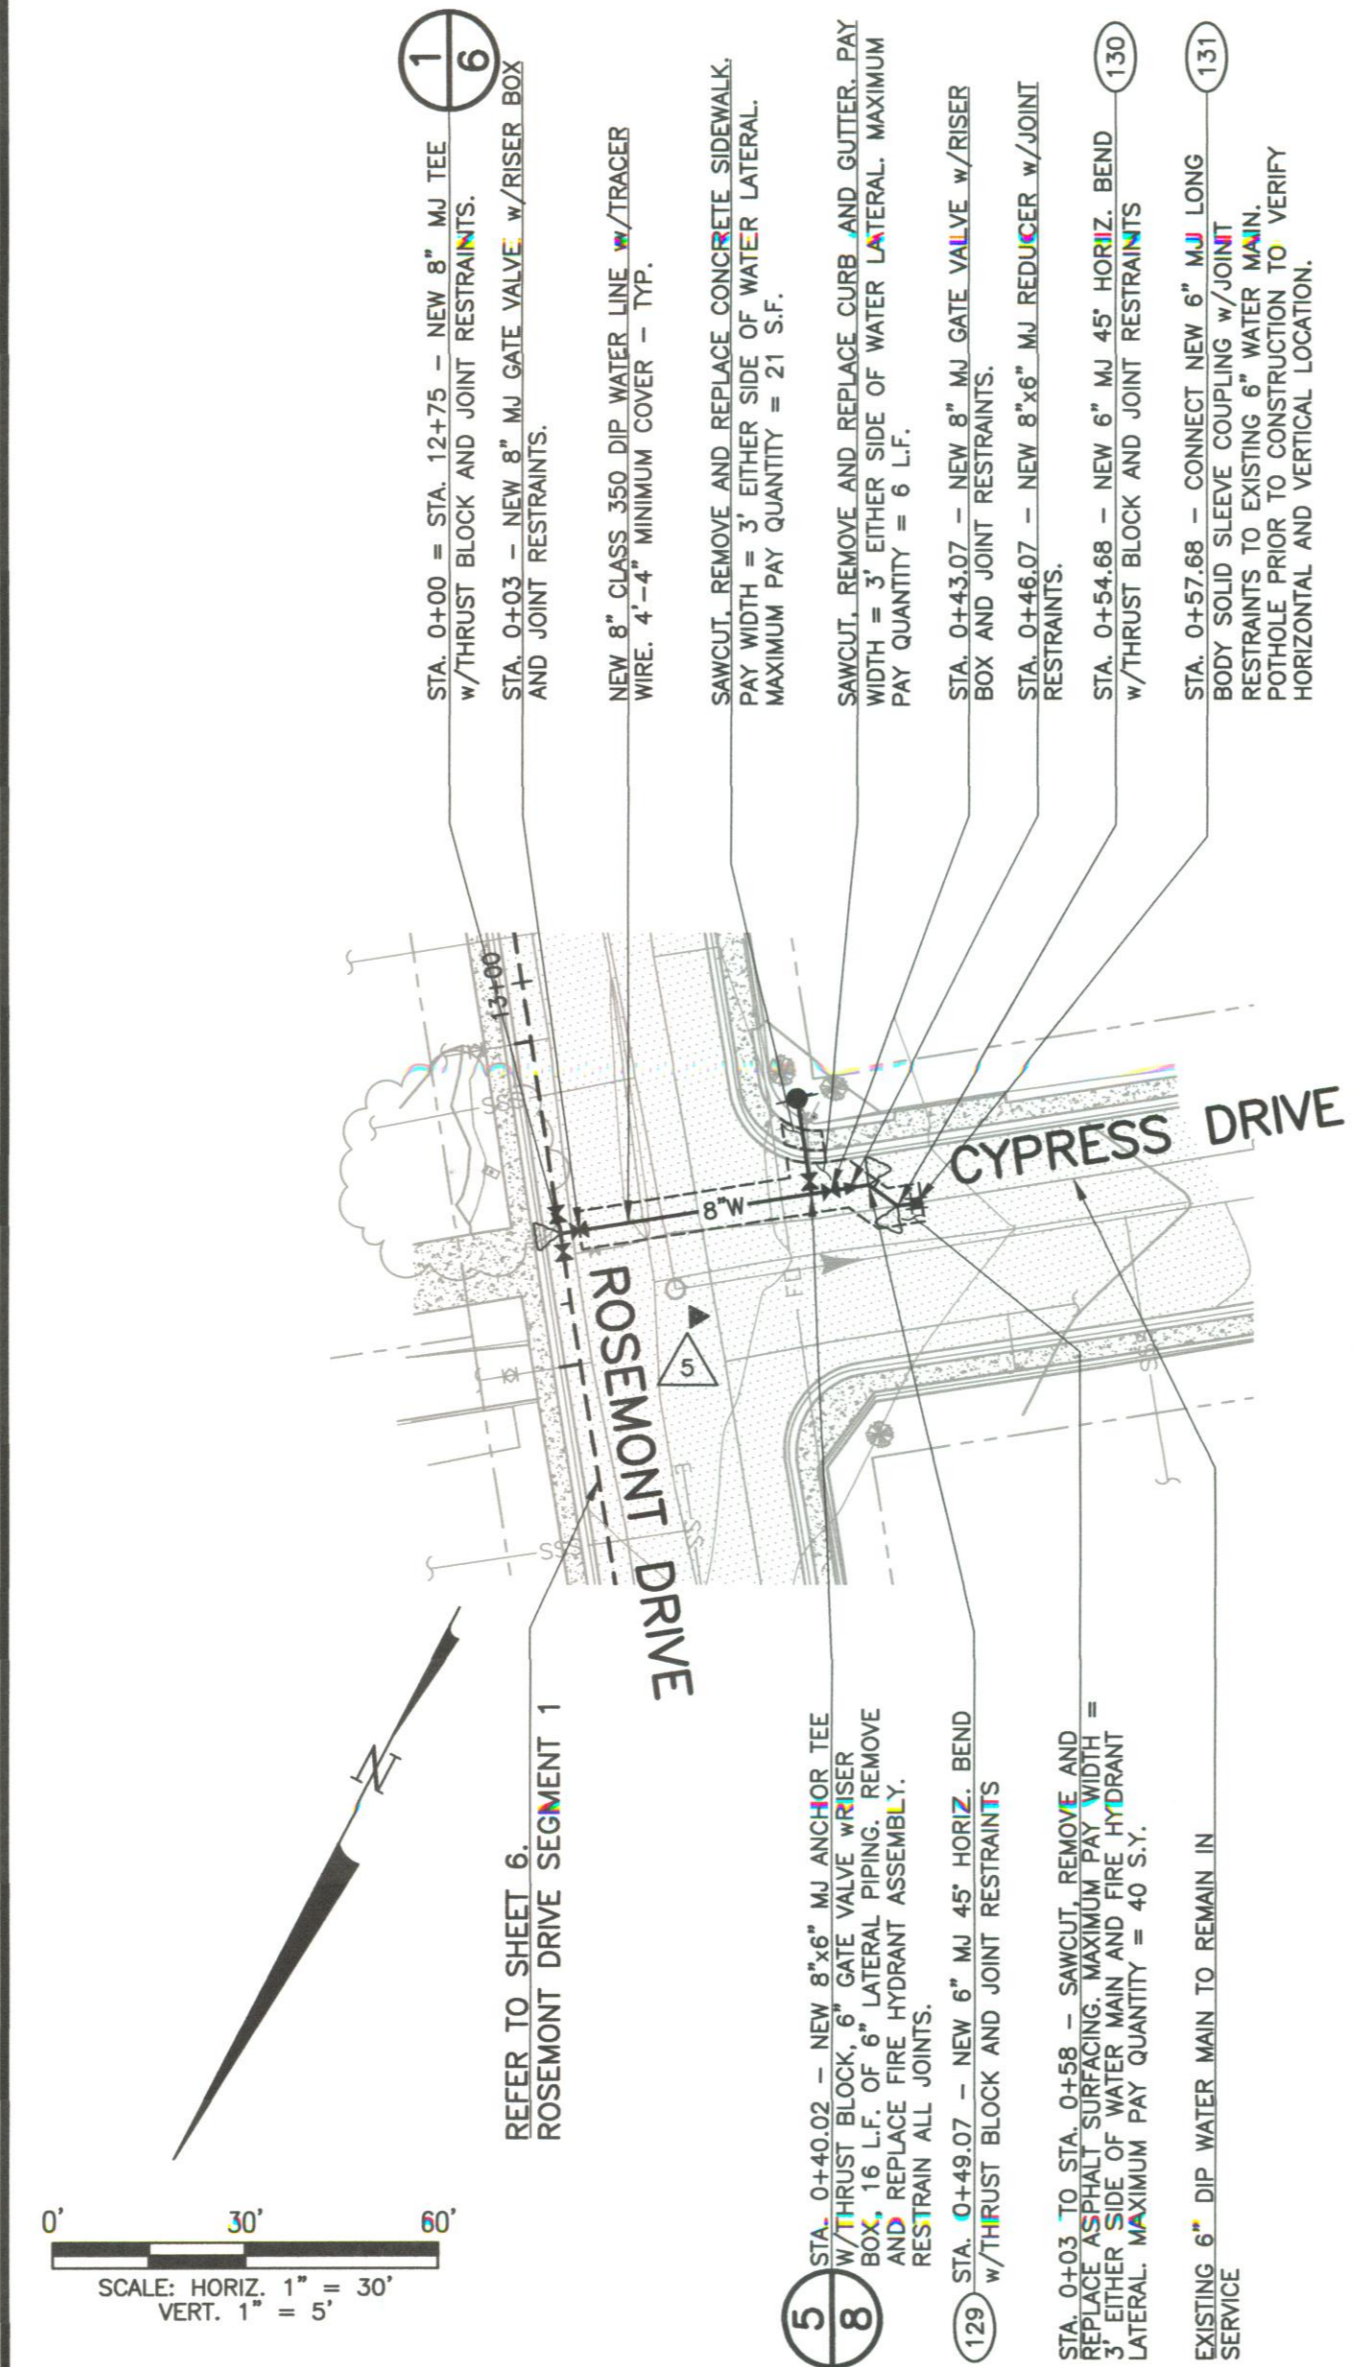 1
6
STA. 0+00 = STA. 12+75 – NEW 8" MJ TEE
w/THRUST BLOCK AND JOINT RESTRAINTS.
STA. 0+03 – NEW 8" MJ GATE VALVE w/RISER BOX
AND JOINT RESTRAINTS.
NEW 8" CLASS 350 DIP WATER LINE w/TRACER
WIRE. 4'–4" MINIMUM COVER – TYP.
SAWCUT, REMOVE AND REPLACE CONCRETE SIDEWALK.
PAY WIDTH = 3' EITHER SIDE OF WATER LATERAL.
MAXIMUM PAY QUANTITY = 21 S.F.
SAWCUT, REMOVE AND REPLACE CURB AND GUTTER. PAY
WIDTH = 3' EITHER SIDE OF WATER LATERAL. MAXIMUM
PAY QUANTITY = 6 L.F.
STA. 0+43.07 – NEW 8" MJ GATE VALVE w/RISER
BOX AND JOINT RESTRAINTS.
STA. 0+46.07 – NEW 8"x6" MJ REDUCER w/JOINT
RESTRAINTS.
STA. 0+54.68 – NEW 6" MJ 45° HORIZ. BEND
w/THRUST BLOCK AND JOINT RESTRAINTS
130
STA. 0+57.68 – CONNECT NEW 6" MJ LONG
BODY SOLID SLEEVE COUPLING w/JOINT
RESTRAINTS TO EXISTING 6" WATER MAIN.
POTHOLE PRIOR TO CONSTRUCTION TO VERIFY
HORIZONTAL AND VERTICAL LOCATION.
131
13+00
8"W
FO
E
SS
SS
SS
SS
5
ROSEMONT DRIVE
CYPRESS DRIVE
N
REFER TO SHEET 6.
ROSEMONT DRIVE SEGMENT 1
5
8
STA. 0+40.02 – NEW 8"x6" MJ ANCHOR TEE
W/THRUST BLOCK, 6" GATE VALVE wRISER
BOX, 16 L.F. OF 6" LATERAL PIPING. REMOVE
AND REPLACE FIRE HYDRANT ASSEMBLY.
RESTRAIN ALL JOINTS.
129
STA. 0+49.07 – NEW 6" MJ 45° HORIZ. BEND
w/THRUST BLOCK AND JOINT RESTRAINTS
STA. 0+03 TO STA. 0+58 – SAWCUT, REMOVE AND
REPLACE ASPHALT SURFACING. MAXIMUM PAY WIDTH =
3' EITHER SIDE OF WATER MAIN AND FIRE HYDRANT
LATERAL. MAXIMUM PAY QUANTITY = 40 S.Y.
EXISTING 6" DIP WATER MAIN TO REMAIN IN
SERVICE
0' 30' 60'
SCALE: HORIZ. 1" = 30'
VERT. 1" = 5'